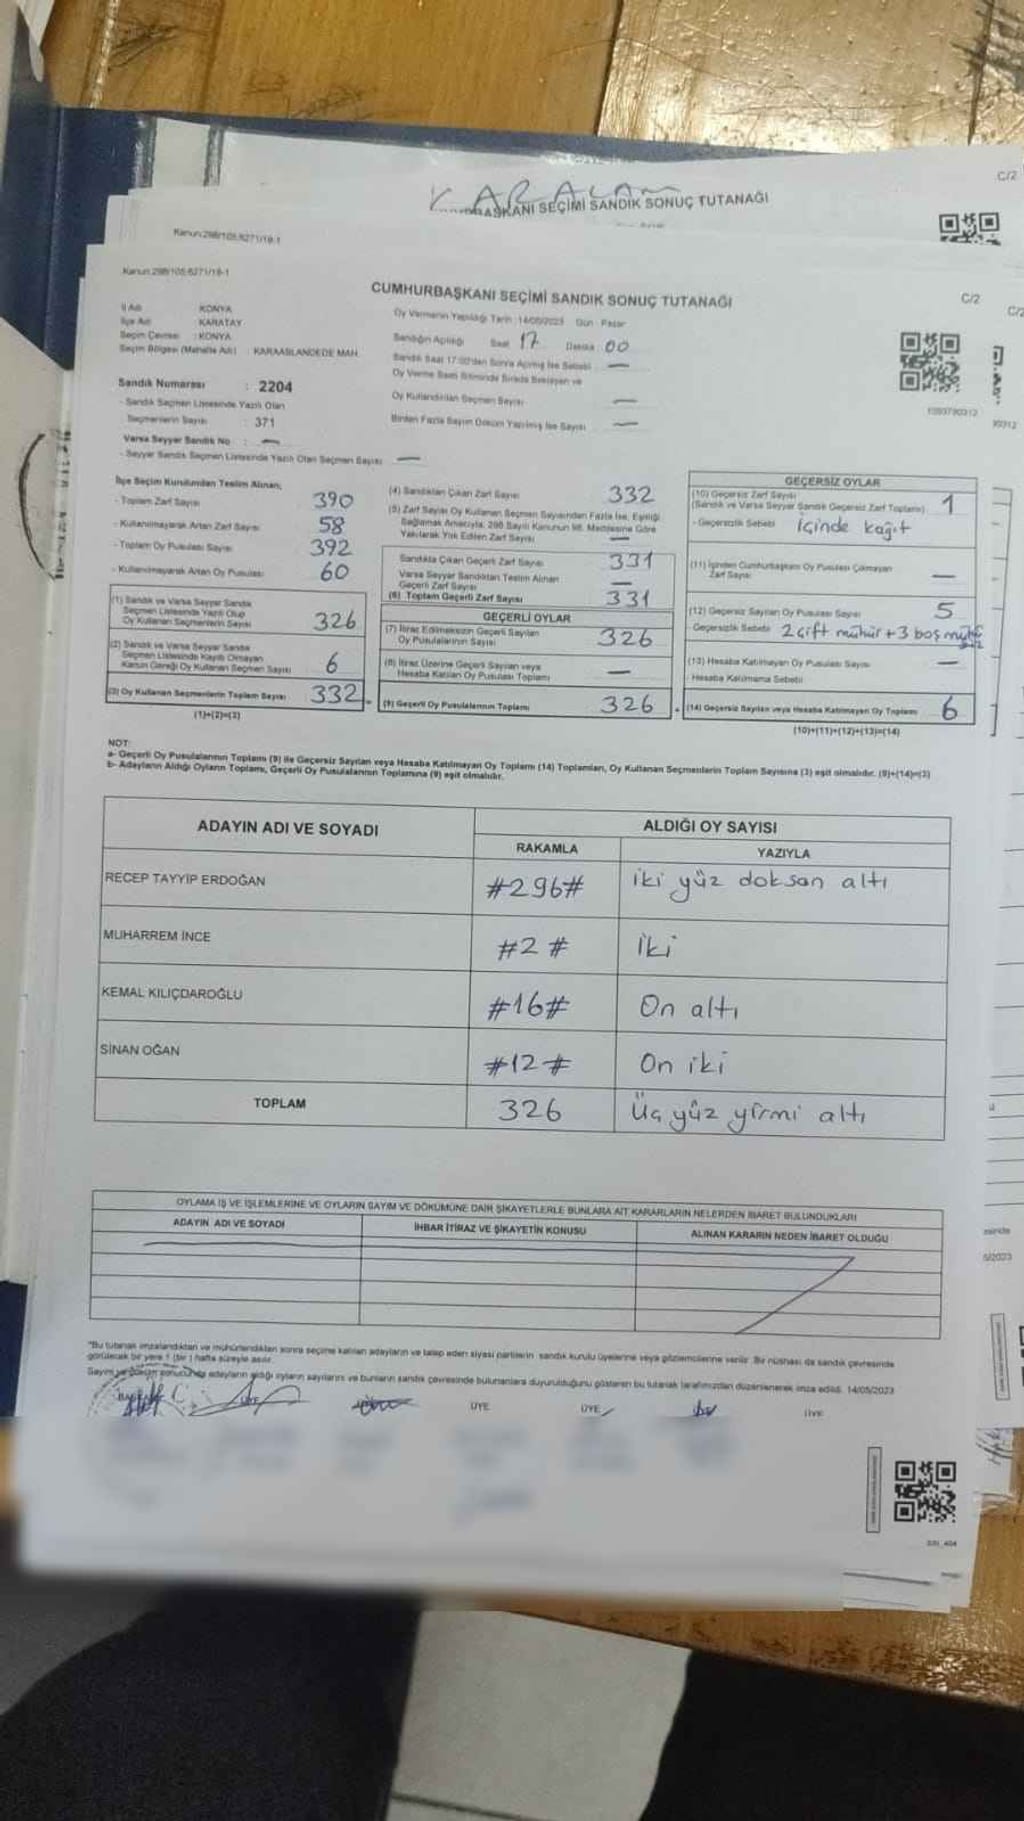 C/2
KARALAM
BAŞKANI SEÇİMİ SANDIK SONUÇ TUTANAĞI
Kanun:298/105;6271/19-1
Kanun:298/105;6271/19-1
C/2
C/2
CUMHURBAŞKANI SEÇİMİ SANDIK SONUÇ TUTANAĞI
İl Adı KONYA
İlçe Adı KARATAY
Seçim Çevresi : KONYA
Seçim Bölgesi (Mahalle Adı) : KARAASLANDEDE MAH.
Oy Vermenin Yapıldığı Tarih :14/05/2023 Gün : Pazar
Sandığın Açıldığı Saat 17 Dakika : 00
Sandık Saat 17:00'den Sonra Açılmış İse Sebebi —
Oy Verme Saati Bitiminde Sırada Bekleyen ve
Oy Kullandırılan Seçmen Sayısı —
Birden Fazla Sayım Döküm Yapılmış İse Sayısı —
Sandık Numarası : 2204
- Sandık Seçmen Listesinde Yazılı Olan
Seçmenlerin Sayısı : 371
Varsa Seyyar Sandık No : —
- Seyyar Sandık Seçmen Listesinde Yazılı Olan Seçmen Sayısı —
İlçe Seçim Kurulundan Teslim Alınan;
- Toplam Zarf Sayısı 390
- Kullanılmayarak Artan Zarf Sayısı 58
- Toplam Oy Pusulası Sayısı 392
- Kullanılmayarak Artan Oy Pusulası 60
(1) Sandık ve Varsa Seyyar Sandık
Seçmen Listesinde Yazılı Olup
Oy Kullanan Seçmenlerin Sayısı 326
(2) Sandık ve Varsa Seyyar Sandık
Seçmen Listesinde Kayıtlı Olmayan
Kanun Gereği Oy Kullanan Seçmen Sayısı 6
(3) Oy Kullanan Seçmenlerin Toplam Sayısı 332
(1)+(2)=(3)
(4) Sandıktan Çıkan Zarf Sayısı 332
(5) Zarf Sayısı Oy Kullanan Seçmen Sayısından Fazla İse, Eşitliği
Sağlamak Amacıyla, 298 Sayılı Kanunun 98. Maddesine Göre
Yakılarak Yok Edilen Zarf Sayısı —
Sandıkta Çıkan Geçerli Zarf Sayısı 331
Varsa Seyyar Sandıktan Teslim Alınan
Geçerli Zarf Sayısı —
(6) Toplam Geçerli Zarf Sayısı 331
GEÇERLİ OYLAR
(7) İtiraz Edilmeksizin Geçerli Sayılan
Oy Pusulalarının Sayısı 326
(8) İtiraz Üzerine Geçerli Sayılan veya
Hesaba Katılan Oy Pusulası Toplamı —
(9) Geçerli Oy Pusulalarının Toplamı 326
GEÇERSİZ OYLAR
(10) Geçersiz Zarf Sayısı
(Sandık ve Varsa Seyyar Sandık Geçersiz Zarf Toplamı) 1
- Geçersizlik Sebebi içinde kağıt
(11) İçinden Cumhurbaşkanı Oy Pusulası Çıkmayan
Zarf Sayısı —
(12) Geçersiz Sayılan Oy Pusulası Sayısı 5
Geçersizlik Sebebi 2 çift mühür + 3 boş mühür
(13) Hesaba Katılmayan Oy Pusulası Sayısı —
Hesaba Katılmama Sebebi
(14) Geçersiz Sayılan veya Hesaba Katılmayan Oy Toplamı 6
(10)+(11)+(12)+(13)=(14)
NOT:
a- Geçerli Oy Pusulalarının Toplamı (9) ile Geçersiz Sayılan veya Hesaba Katılmayan Oy Toplamı (14) Toplamları, Oy Kullanan Seçmenlerin Toplam Sayısına (3) eşit olmalıdır. (9)+(14)=(3)
b- Adayların Aldığı Oyların Toplamı, Geçerli Oy Pusulalarının Toplamına (9) eşit olmalıdır.
ADAYIN ADI VE SOYADI ALDIĞI OY SAYISI
RAKAMLA YAZIYLA
RECEP TAYYİP ERDOĞAN #296# iki yüz doksan altı
MUHARREM İNCE #2# iki
KEMAL KILIÇDAROĞLU #16# On altı
SİNAN OĞAN #12# On iki
TOPLAM 326 Üç yüz yirmi altı
OYLAMA İŞ VE İŞLEMLERİNE VE OYLARIN SAYIM VE DÖKÜMÜNE DAİR ŞİKAYETLERLE BUNLARA AİT KARARLARIN NELERDEN İBARET BULUNDUKLARI
ADAYIN ADI VE SOYADI İHBAR İTİRAZ VE ŞİKAYETİN KONUSU ALINAN KARARIN NEDEN İBARET OLDUĞU
"Bu tutanak imzalandıktan ve mühürlendikten sonra seçime katılan adayların ve talep eden siyasi partilerin sandık kurulu üyelerine veya gözlemcilerine verilir. Bir nüshası da sandık çevresinde
görülecek bir yere 1 (bir) hafta süreyle asılır.
Sayım ve döküm sonucunda adayların aldığı oyların sayılarını ve bunların sandık çevresinde bulunanlara duyurulduğunu gösteren bu tutanak tarafımızdan düzenlenerek imza edildi. 14/05/2023
ÜYE ÜYE ÜYE ÜYE